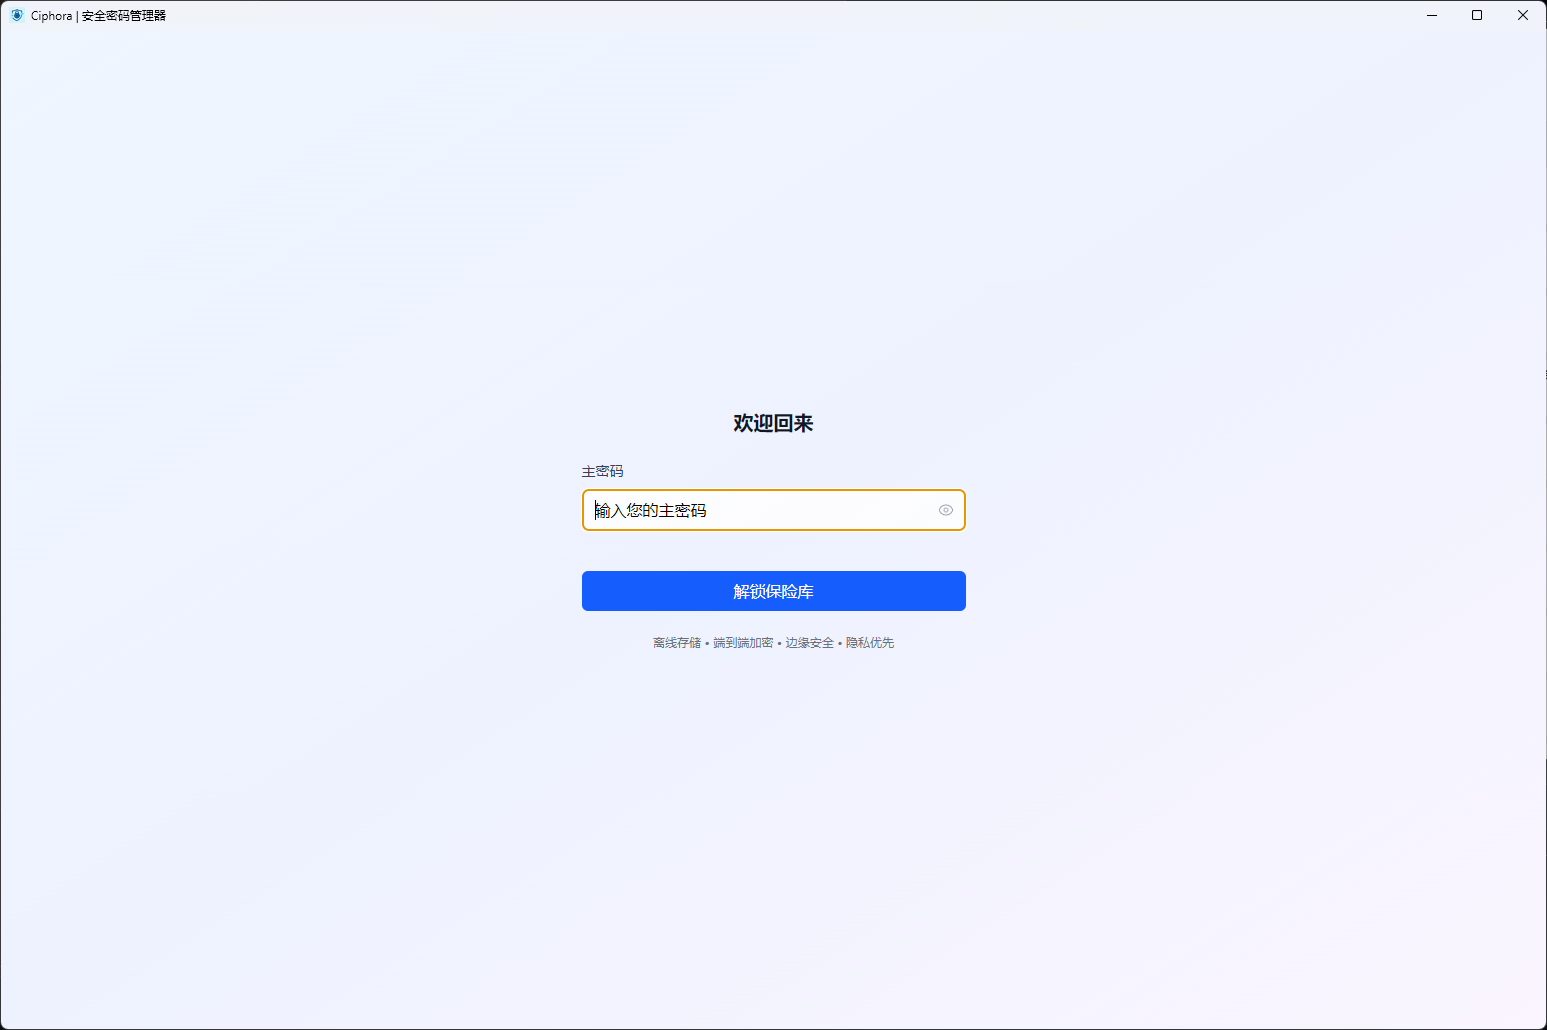 Ciphora | 安全密码管理器
欢迎回来
主密码
输入您的主密码
解锁保险库
离线存储 • 端到端加密 • 边缘安全 • 隐私优先